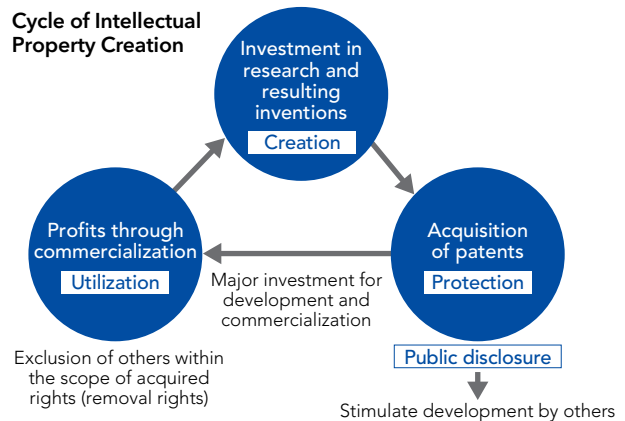 Cycle of Intellectual
Property Creation
Investment in
research and
resulting
inventions
Creation
Profits through
commercialization
Utilization
Acquisition
of patents
Protection
Major investment for
development and
commercialization
Exclusion of others within
the scope of acquired
rights (removal rights)
Public disclosure
Stimulate development by others